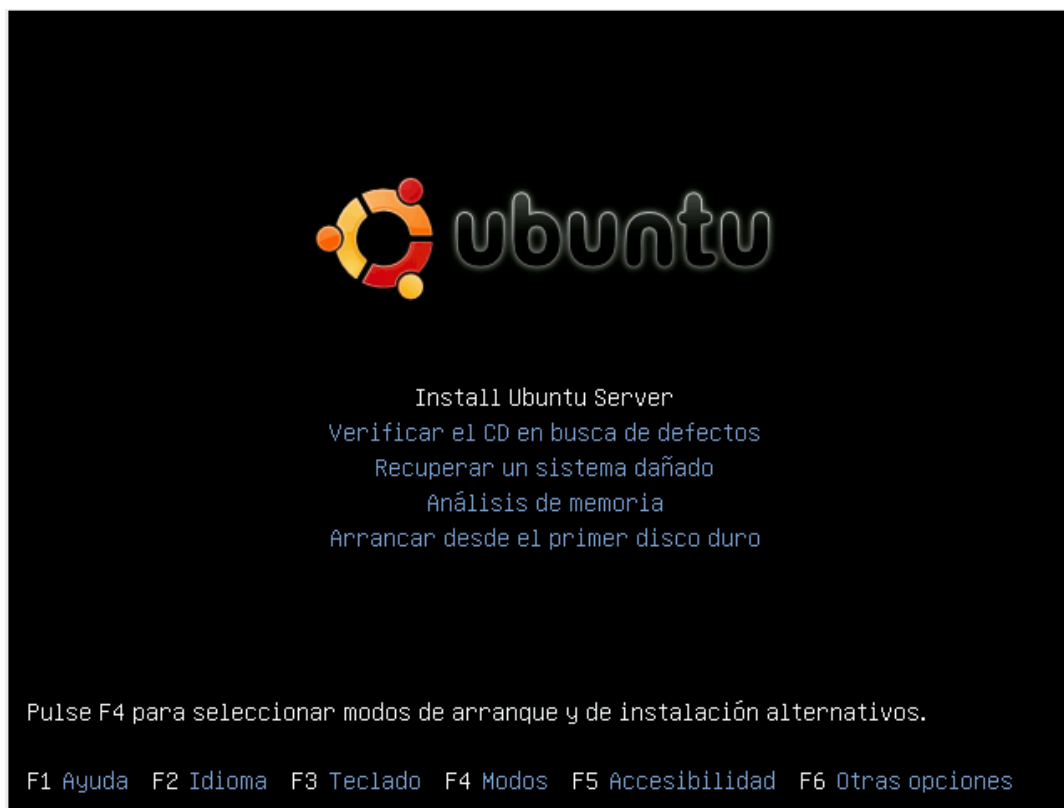 ubuntu
Install Ubuntu Server
Verificar el CD en busca de defectos
Recuperar un sistema dañado
Análisis de memoria
Arrancar desde el primer disco duro
Pulse F4 para seleccionar modos de arranque y de instalación alternativos.
F1 Ayuda F2 Idioma F3 Teclado F4 Modos F5 Accesibilidad F6 Otras opciones